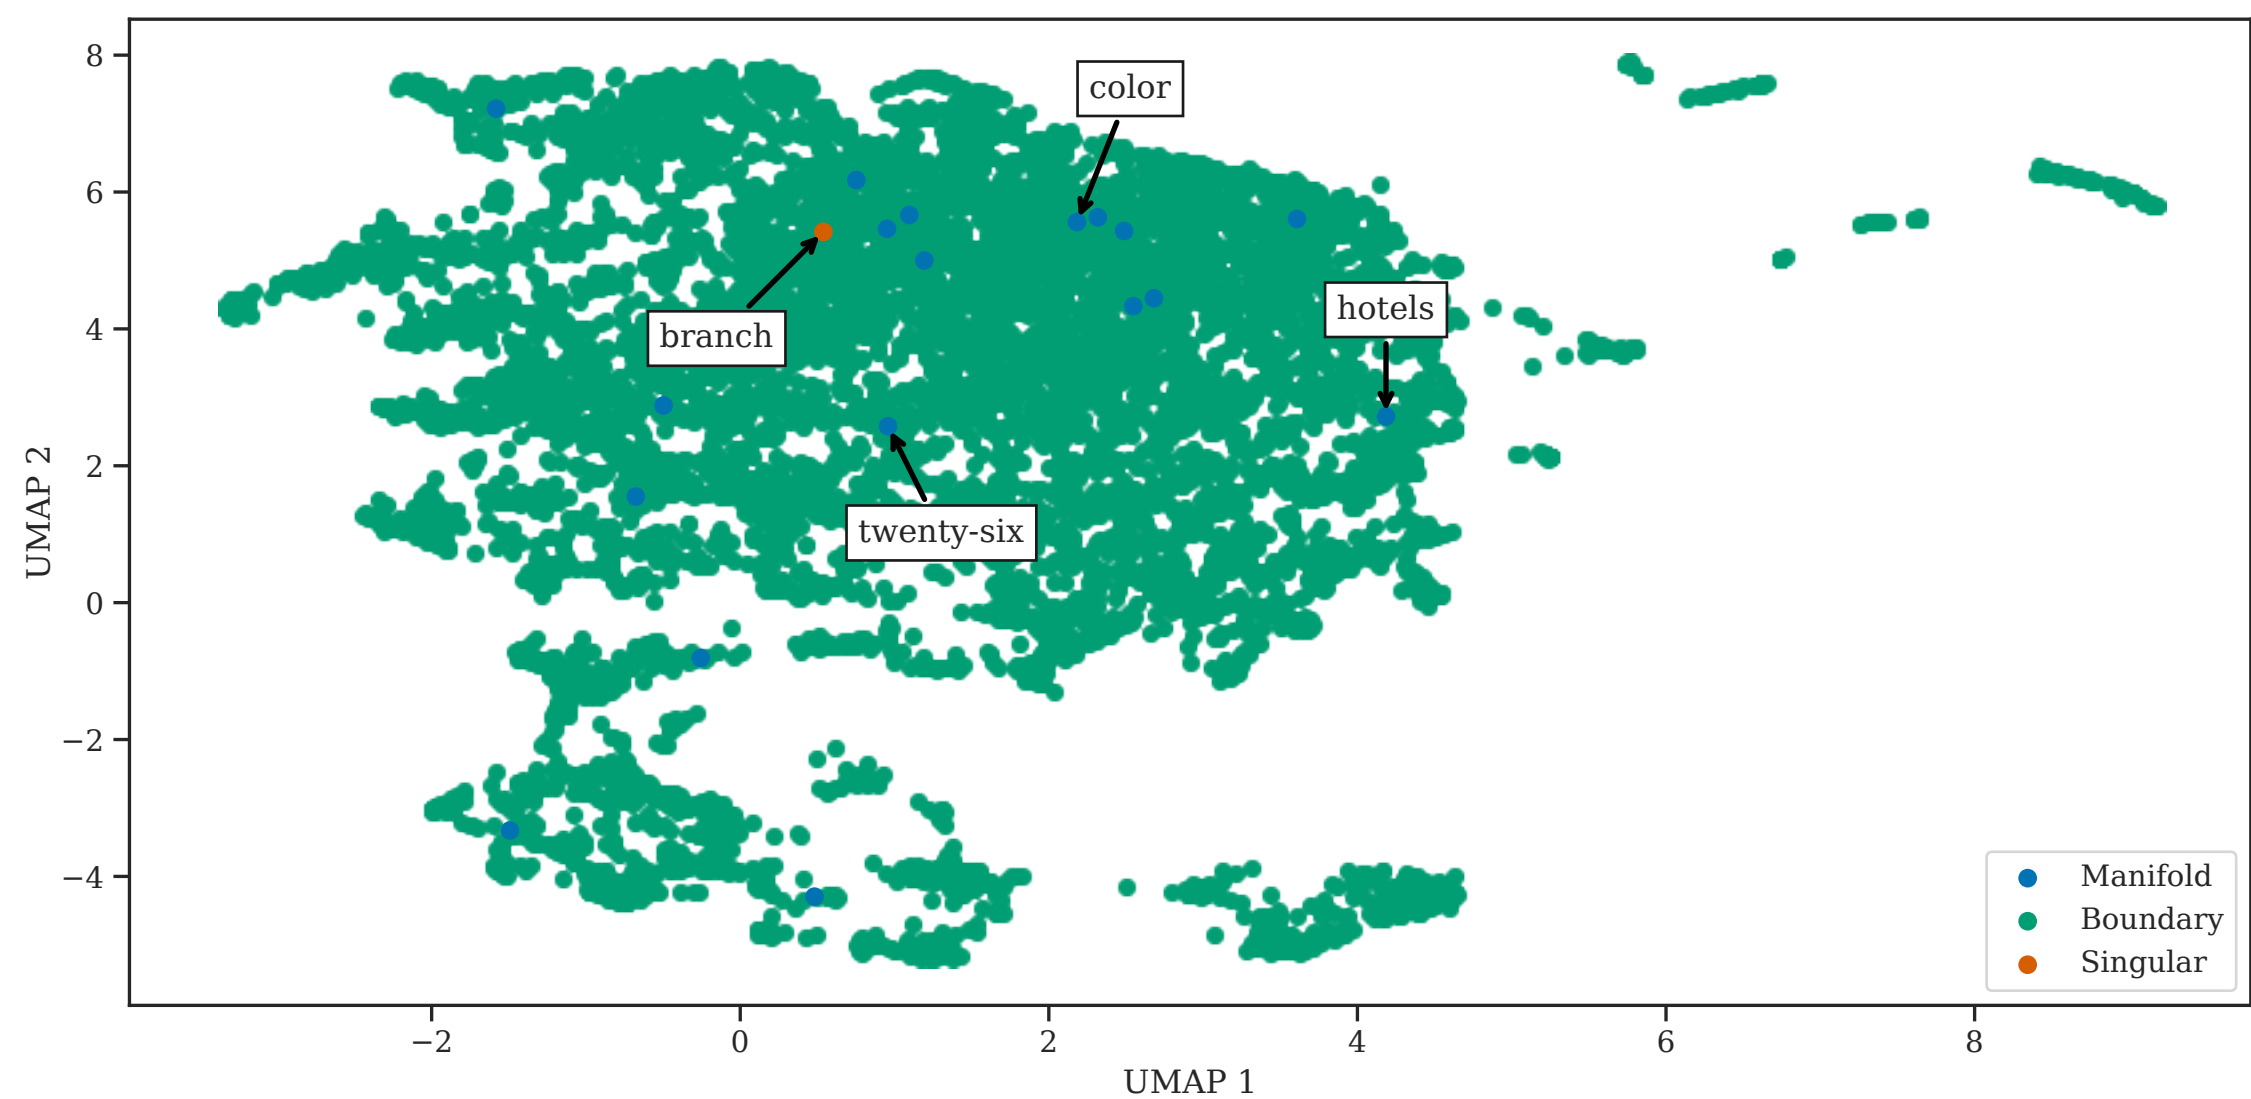 color
hotels
branch
twenty-six
8
6
4
2
0
−2
−4
UMAP 2
−2
0
2
4
6
8
UMAP 1
Manifold
Boundary
Singular